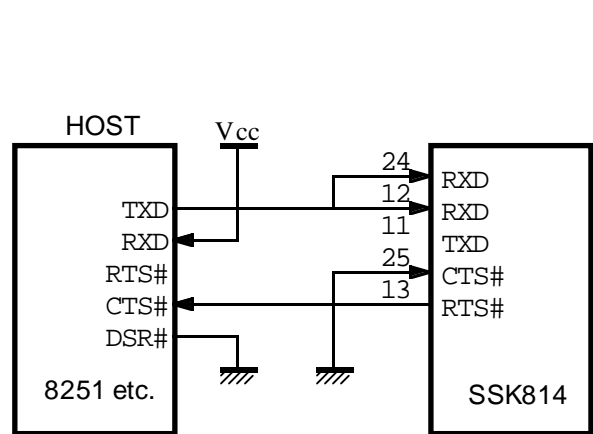 HOST
Vcc
TXD
RXD
RTS#
CTS#
DSR#
8251 etc.
24
12
11
25
13
RXD
RXD
TXD
CTS#
RTS#
SSK814